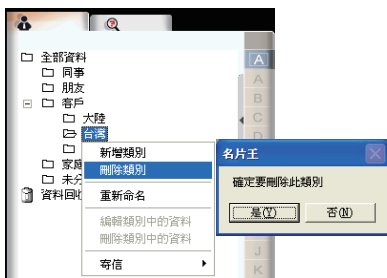 全部資料
同事
朋友
客戶
大陸
台湾
家庭
未分
資料回收
新增類別
刪除類別
重新命名
編輯類別中的資料
刪除類別中的資料
寄信
名片王
確定要刪除此類別
是(Y)
否(N)
A
A
B
C
D
J
K